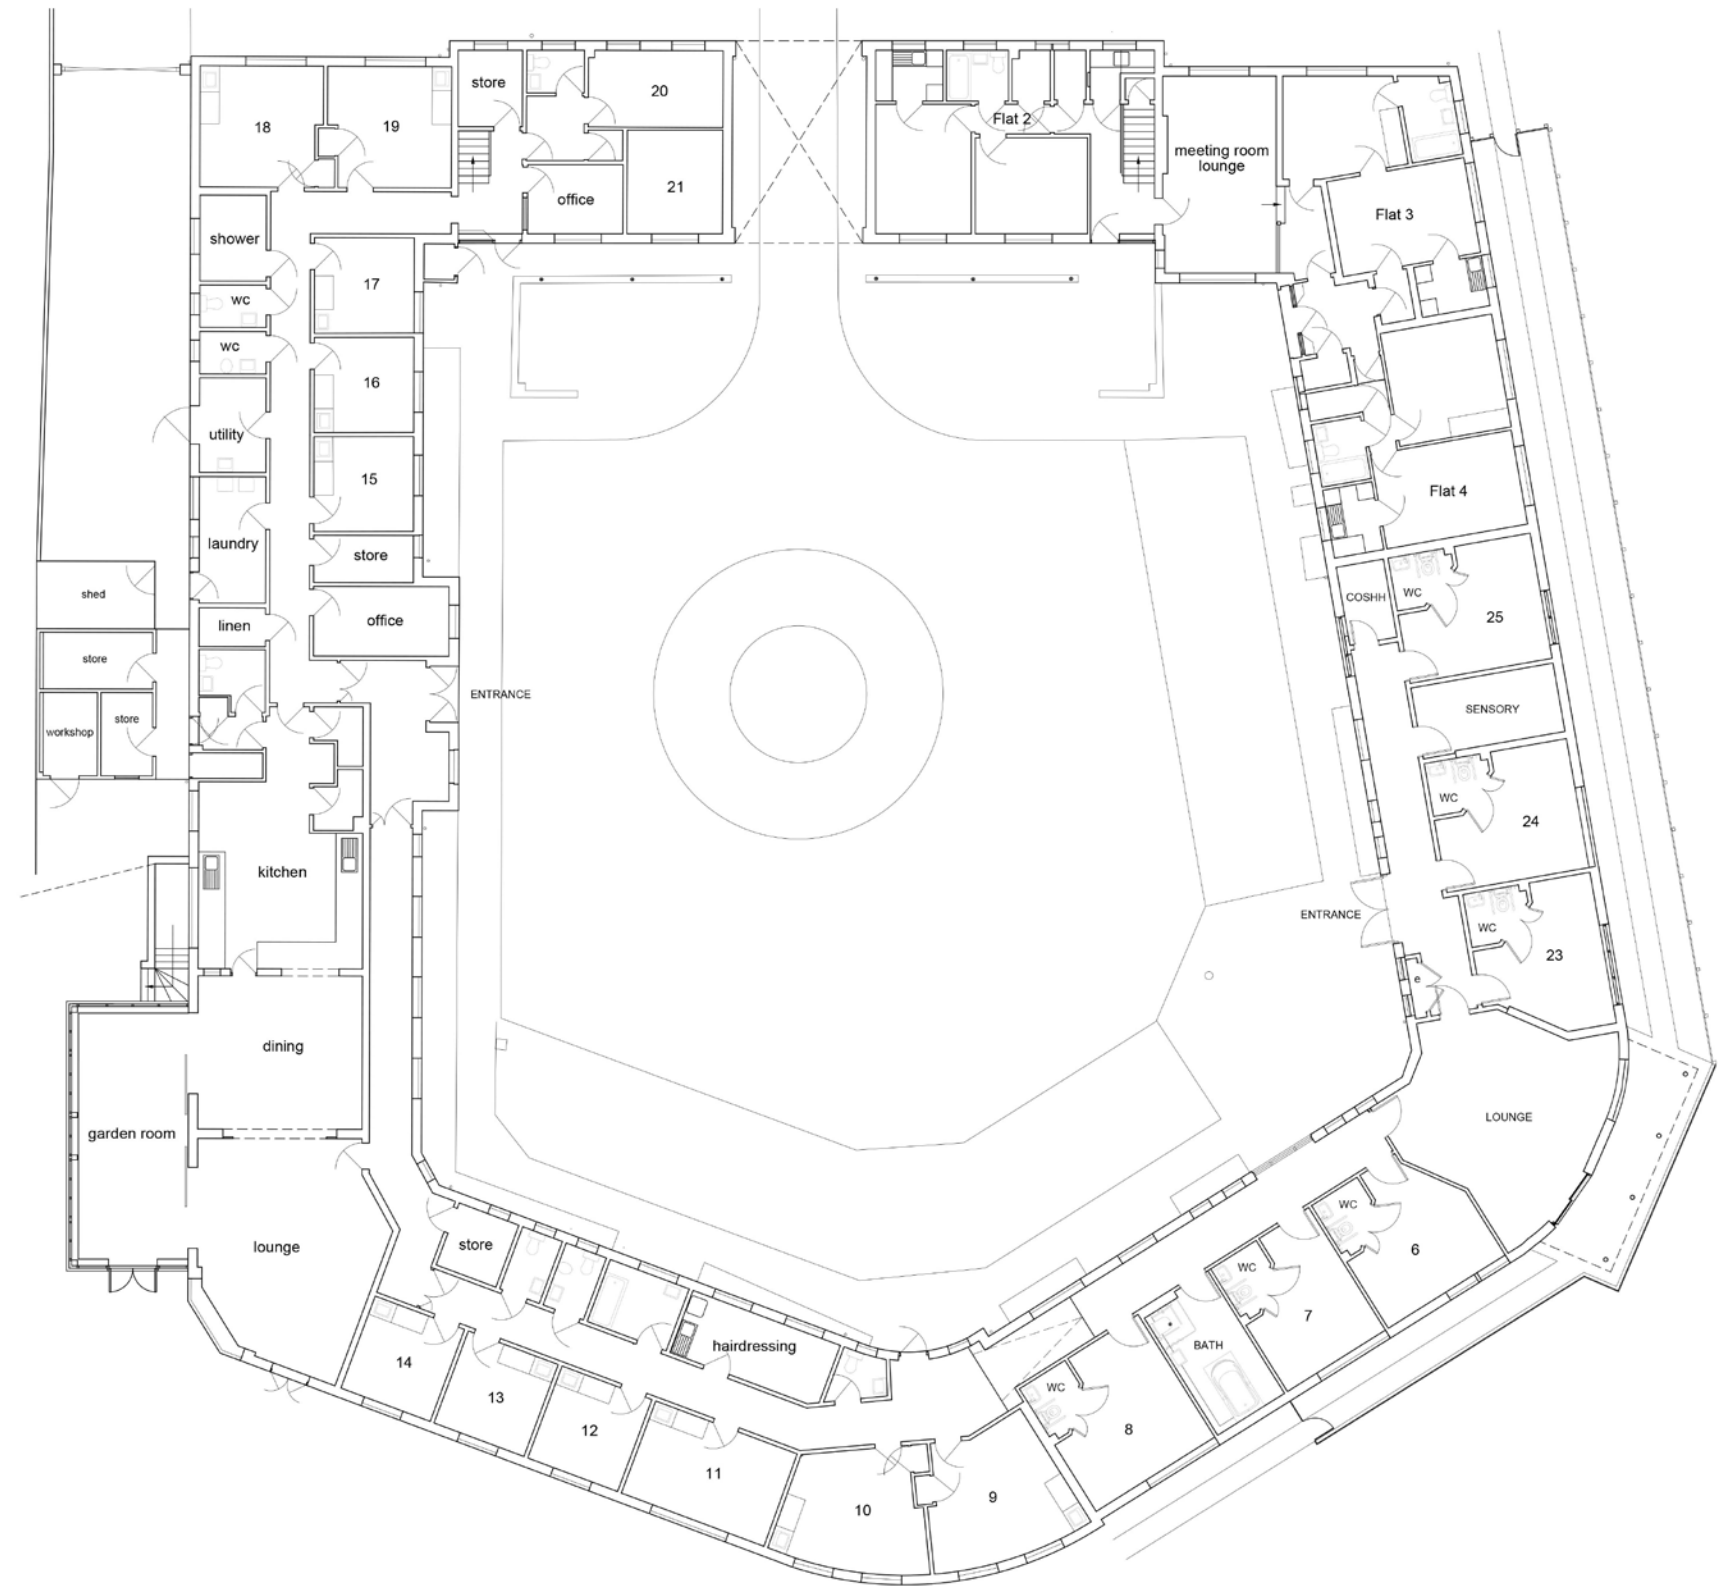 store
20
18
19
Flat 2
meeting room
lounge
21
office
Flat 3
shower
17
wc
wc
16
utility
15
Flat 4
laundry
store
shed
COSHH
WC
25
linen
office
store
ENTRANCE
SENSORY
workshop
store
WC
24
kitchen
ENTRANCE
WC
23
e
dining
garden room
LOUNGE
WC
lounge
store
6
WC
7
hairdressing
BATH
14
WC
13
12
8
11
10
9